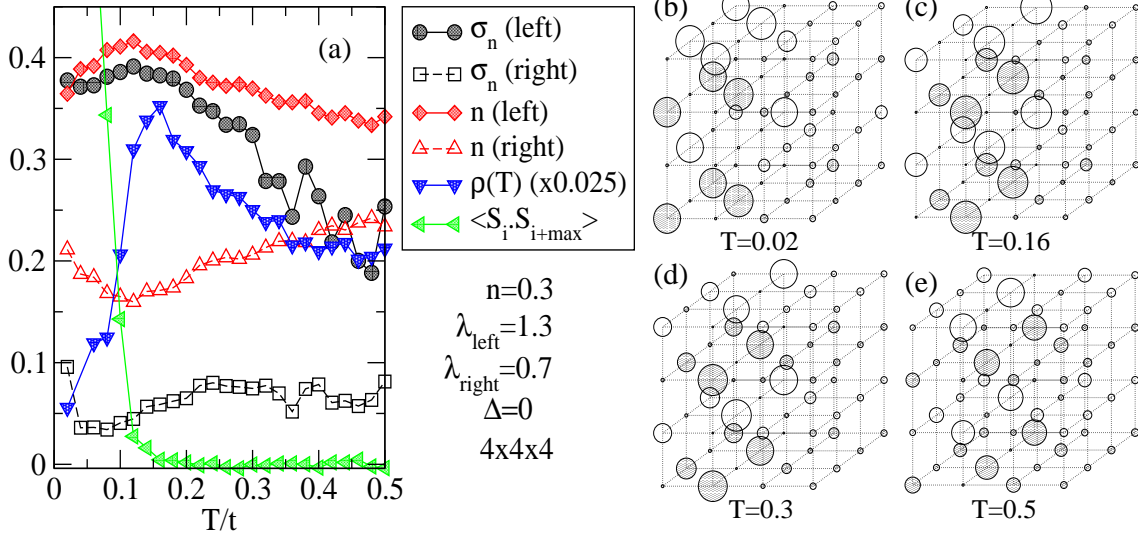 (a)
0.4
0.3
0.2
0.1
0
0 0.1 0.2 0.3 0.4 0.5
T/t
σn (left)
σn (right)
n (left)
n (right)
ρ(T) (x0.025)
<Si.Si+max>
n=0.3
λleft=1.3
λright=0.7
Δ=0
4x4x4
(b)
T=0.02
(c)
T=0.16
(d)
T=0.3
(e)
T=0.5